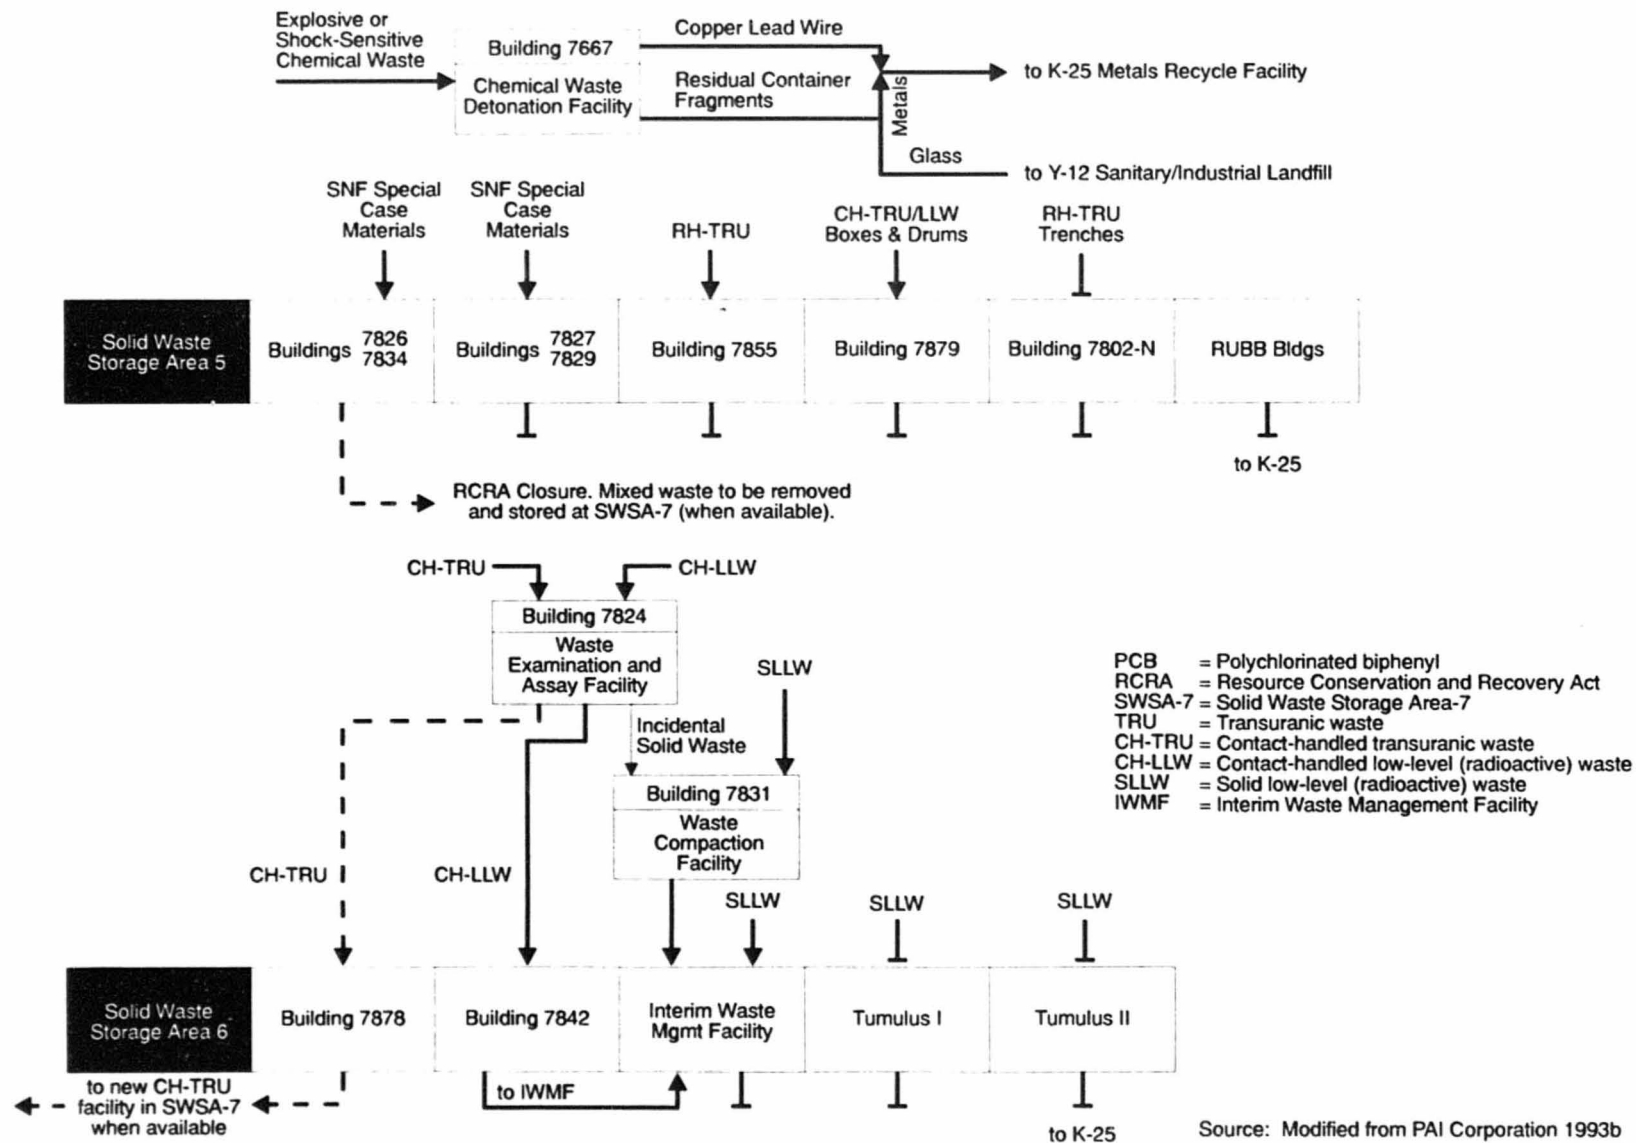 Explosive or
Shock-Sensitive
Chemical Waste
Building 7667
Chemical Waste
Detonation Facility
Copper Lead Wire
Residual Container
Fragments
Metals
to K-25 Metals Recycle Facility
Glass
to Y-12 Sanitary/Industrial Landfill
SNF Special
Case
Materials
SNF Special
Case
Materials
RH-TRU
CH-TRU/LLW
Boxes & Drums
RH-TRU
Trenches
Solid Waste
Storage Area 5
Buildings 7826
7834
Buildings 7827
7829
Building 7855
Building 7879
Building 7802-N
RUBB Bldgs
to K-25
RCRA Closure. Mixed waste to be removed
and stored at SWSA-7 (when available).
CH-TRU
CH-LLW
Building 7824
Waste
Examination and
Assay Facility
Incidental
Solid Waste
SLLW
Building 7831
Waste
Compaction
Facility
PCB = Polychlorinated biphenyl
RCRA = Resource Conservation and Recovery Act
SWSA-7 = Solid Waste Storage Area-7
TRU = Transuranic waste
CH-TRU = Contact-handled transuranic waste
CH-LLW = Contact-handled low-level (radioactive) waste
SLLW = Solid low-level (radioactive) waste
IWMF = Interim Waste Management Facility
CH-TRU
CH-LLW
SLLW
SLLW
SLLW
Solid Waste
Storage Area 6
Building 7878
Building 7842
Interim Waste
Mgmt Facility
Tumulus I
Tumulus II
to new CH-TRU
facility in SWSA-7
when available
to IWMF
to K-25
Source: Modified from PAI Corporation 1993b